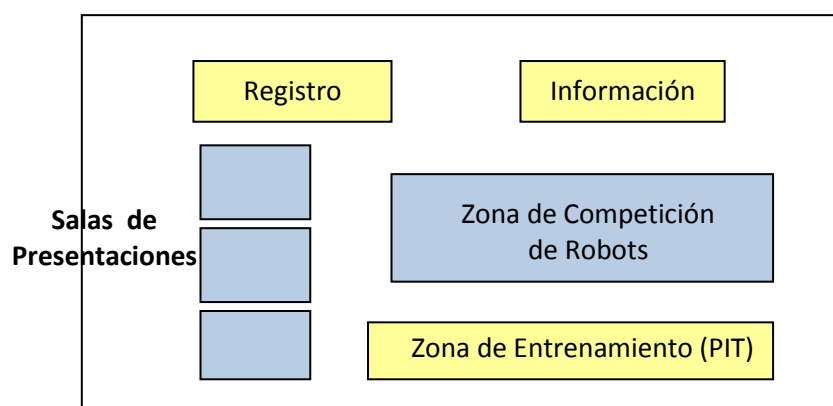 Registro
Información
Salas de
Presentaciones
Zona de Competición
de Robots
Zona de Entrenamiento (PIT)